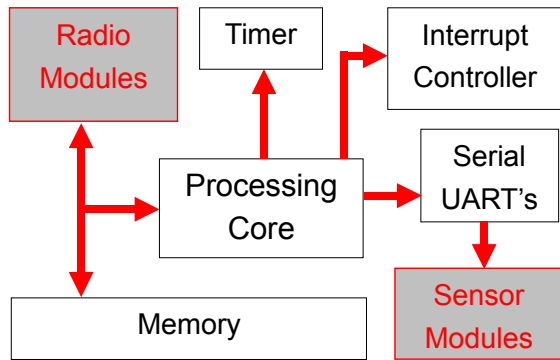 Radio
Modules
Timer
Interrupt
Controller
Processing
Core
Serial
UART's
Memory
Sensor
Modules